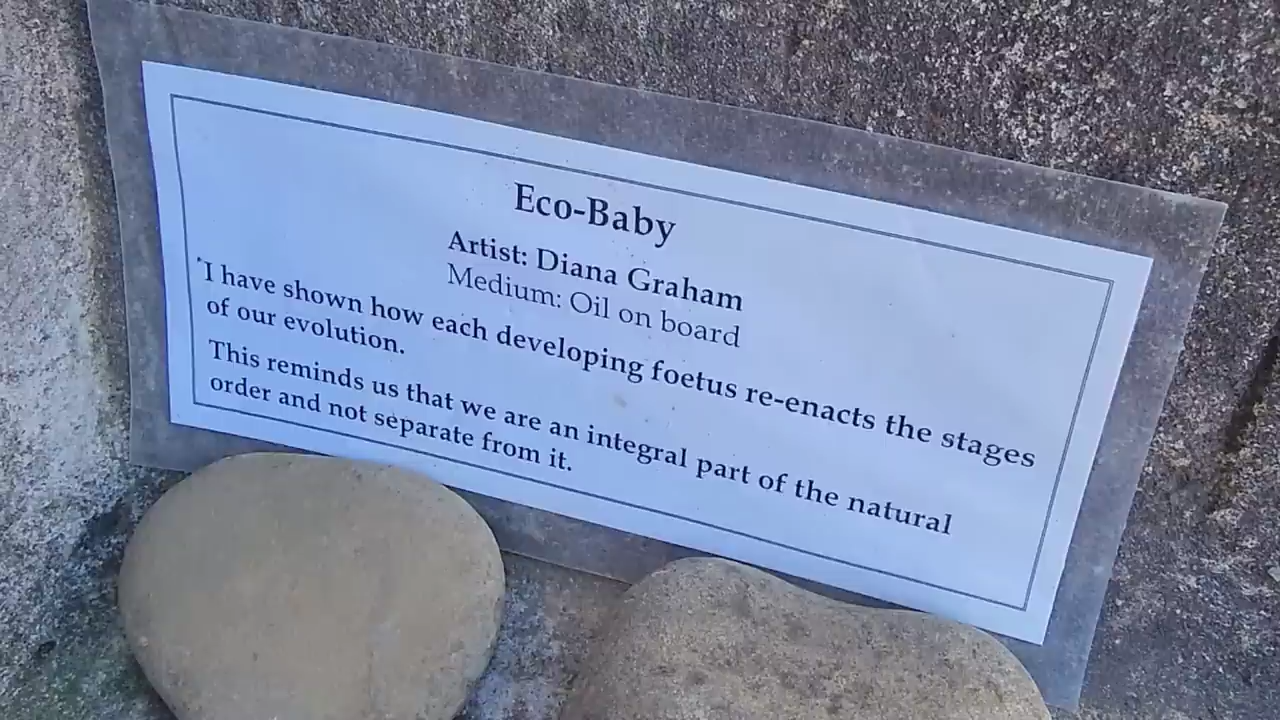 Eco-Baby
Artist: Diana Graham
Medium: Oil on board
'I have shown how each developing foetus re-enacts the stages
of our evolution.
This reminds us that we are an integral part of the natural
order and not separate from it.